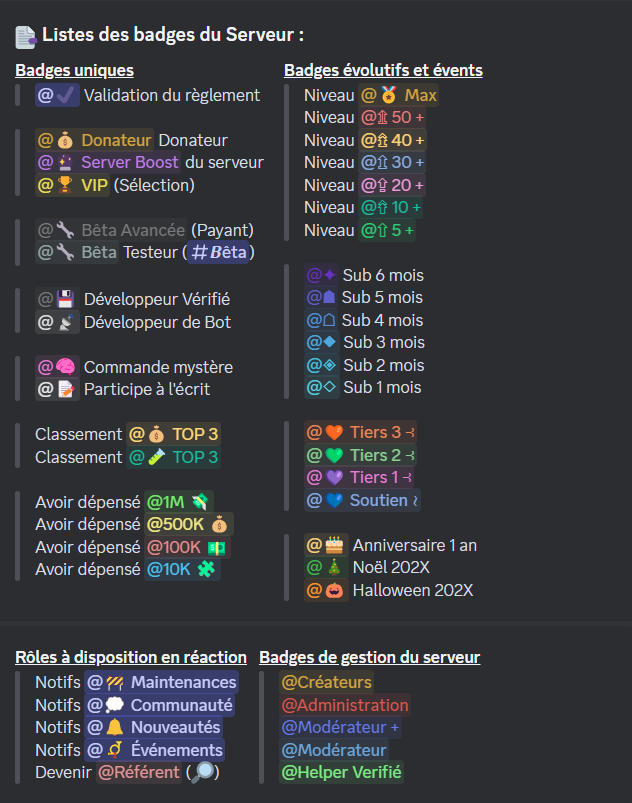 Listes des badges du Serveur :
Badges uniques
@✔ Validation du règlement
@💰 Donateur Donateur
@🔮 Server Boost du serveur
@🏆 VIP (Sélection)
@🔧 Bêta Avancée (Payant)
@🔧 Bêta Testeur (#Bêta)
@💾 Développeur Vérifié
@📡 Développeur de Bot
@🧠 Commande mystère
@📝 Participe à l'écrit
Classement @💰 TOP 3
Classement @🧪 TOP 3
Avoir dépensé @1M 💸
Avoir dépensé @500K 💰
Avoir dépensé @100K 💵
Avoir dépensé @10K 🧩
Badges évolutifs et évents
Niveau @🏅 Max
Niveau @⇯ 50 +
Niveau @⇯ 40 +
Niveau @⇮ 30 +
Niveau @⇪ 20 +
Niveau @⇧ 10 +
Niveau @⇧ 5 +
@✦ Sub 6 mois
@☗ Sub 5 mois
@☖ Sub 4 mois
@◆ Sub 3 mois
@◈ Sub 2 mois
@◇ Sub 1 mois
@🧡 Tiers 3 ⊰
@💚 Tiers 2 ⊰
@💜 Tiers 1 ⊰
@💙 Soutien ≀
@🎂 Anniversaire 1 an
@🎄 Noël 202X
@🎃 Halloween 202X
Rôles à disposition en réaction
Notifs @🚧 Maintenances
Notifs @💭 Communauté
Notifs @🔔 Nouveautés
Notifs @🎺 Événements
Devenir @Référent (🔎)
Badges de gestion du serveur
@Créateurs
@Administration
@Modérateur +
@Modérateur
@Helper Verifié